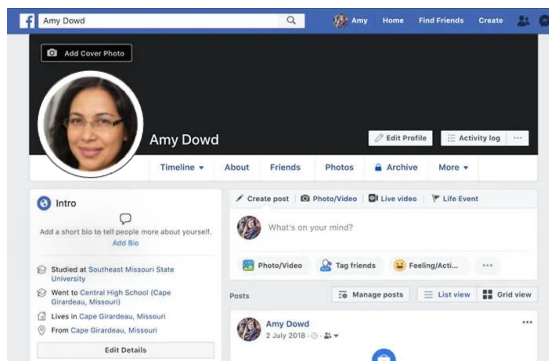 Amy Dowd
Amy Home Find Friends Create
Add Cover Photo
Amy Dowd
Edit Profile Activity log ...
Timeline About Friends Photos Archive More
Intro
Add a short bio to tell people more about yourself.
Add Bio
Studied at Southeast Missouri State
University
Went to Central High School (Cape
Girardeau, Missouri)
Lives in Cape Girardeau, Missouri
From Cape Girardeau, Missouri
Edit Details
Create post Photo/Video Live video Life Event
What's on your mind?
Photo/Video Tag friends Feeling/Acti... ...
Posts Manage posts List view Grid view
Amy Dowd ...
2 July 2018